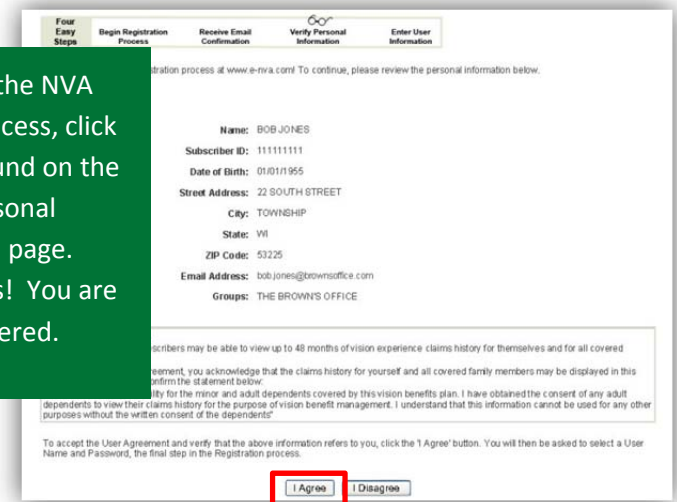 Four
Easy
Steps
Begin Registration
Process
Receive Email
Confirmation
Verify Personal
Information
Enter User
Information
stration process at www.e-nva.com! To continue, please review the personal information below.
the NVA
cess, click
und on the
sonal
page.
s! You are
ered.
Name: BOB JONES
Subscriber ID: 111111111
Date of Birth: 01/01/1955
Street Address: 22 SOUTH STREET
City: TOWNSHIP
State: WI
ZIP Code: 53225
Email Address: bob.jones@brownsoffice.com
Groups: THE BROWN'S OFFICE
scribers may be able to view up to 48 months of vision experience claims history for themselves and for all covered
reement, you acknowledge that the claims history for yourself and all covered family members may be displayed in this
onfirm the statement below:
lity for the minor and adult dependents covered by this vision benefits plan. I have obtained the consent of any adult
dependents to view their claims history for the purpose of vision benefit management. I understand that this information cannot be used for any other
purposes without the written consent of the dependents"
To accept the User Agreement and verify that the above information refers to you, click the 'I Agree' button. You will then be asked to select a User
Name and Password, the final step in the Registration process.
I Agree
I Disagree